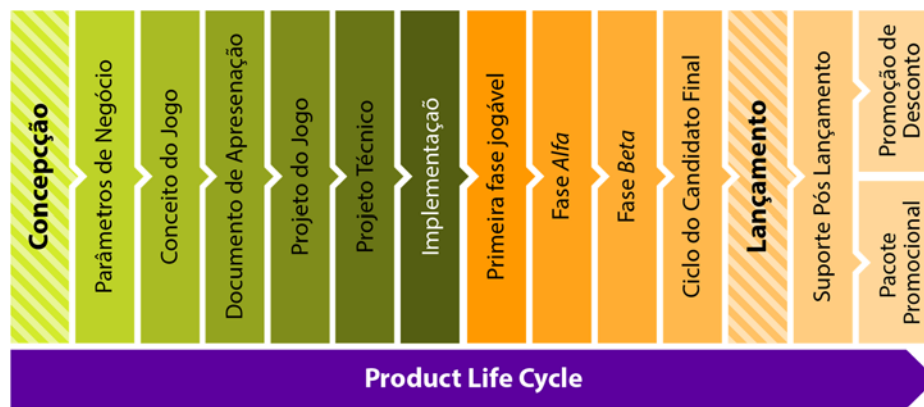 Concepcção
Parâmetros de Negócio
Conceito do Jogo
Documento de Apresenação
Projeto do Jogo
Projeto Técnico
Implementaçõ
Primeira fase jogável
Fase Alfa
Fase Beta
Ciclo do Candidato Final
Lançamento
Suporte Pós Lançamento
Promoção de
Desconto
Pacote
Promocional
Product Life Cycle